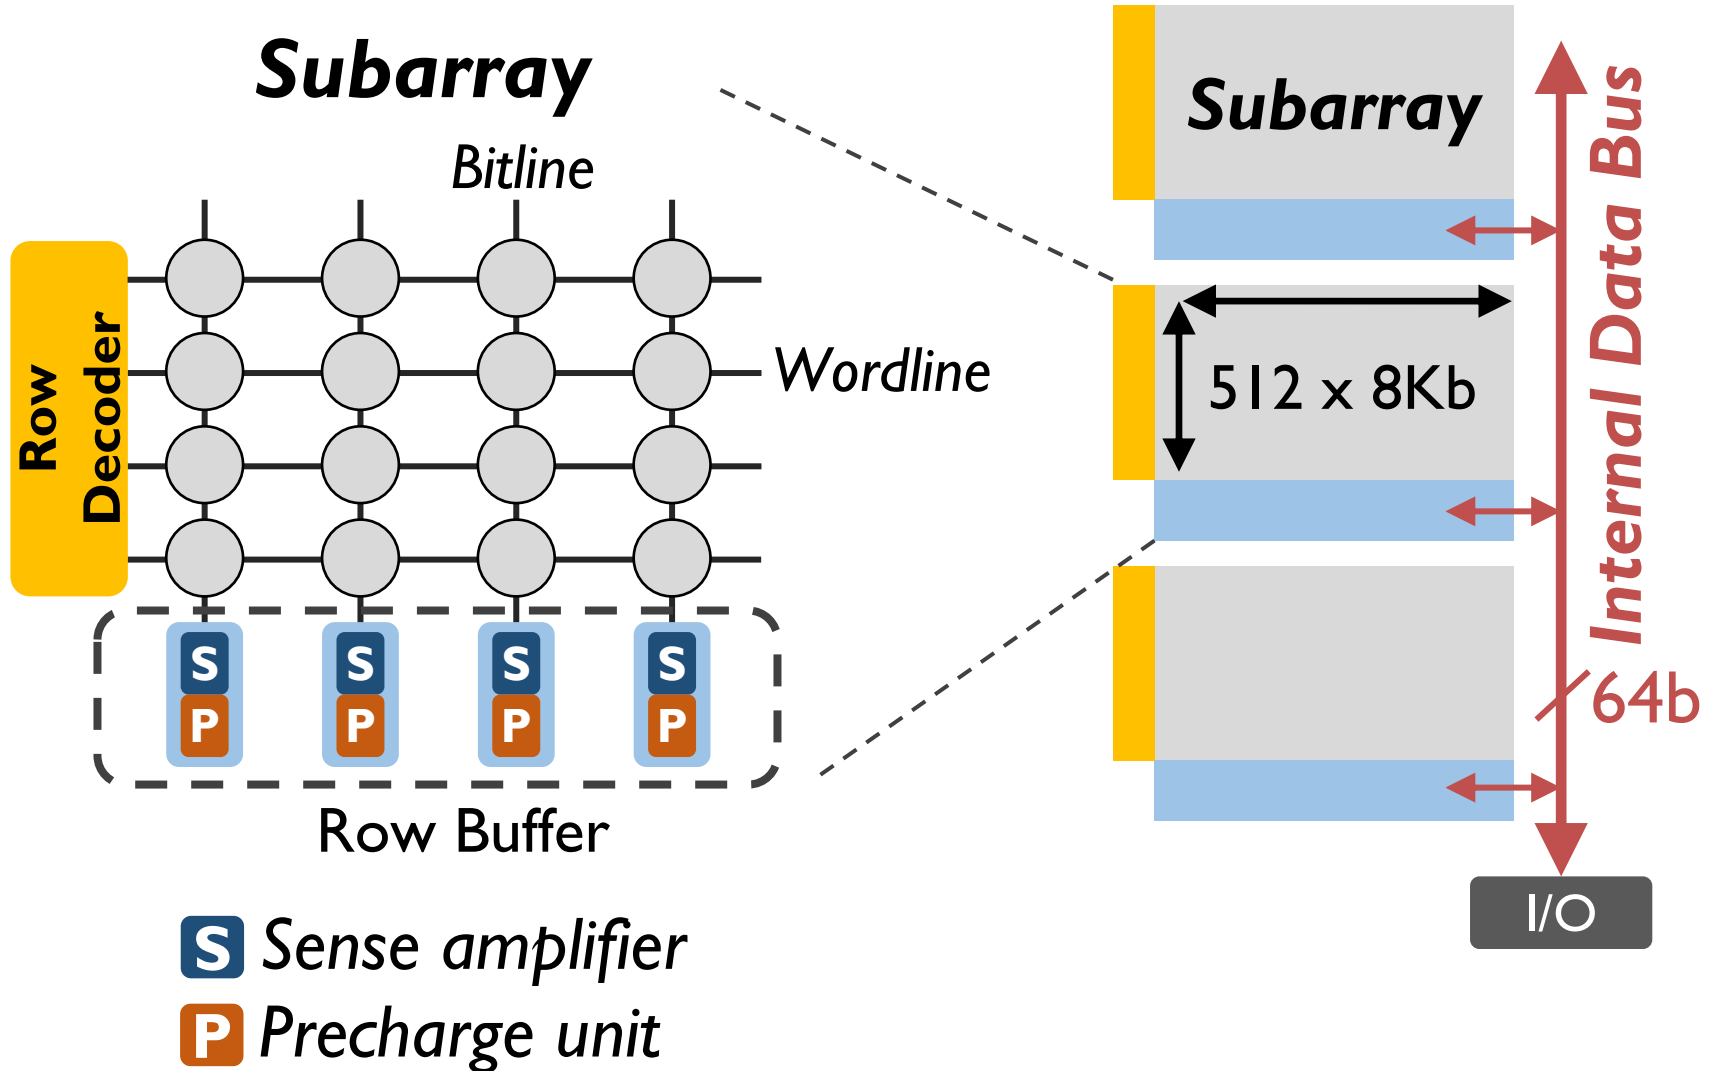 Subarray
Bitline
Row
Decoder
Wordline
S
S
S
S
P
P
P
P
Row Buffer
S Sense amplifier
P Precharge unit
Subarray
512 x 8Kb
Internal Data Bus
64b
I/O